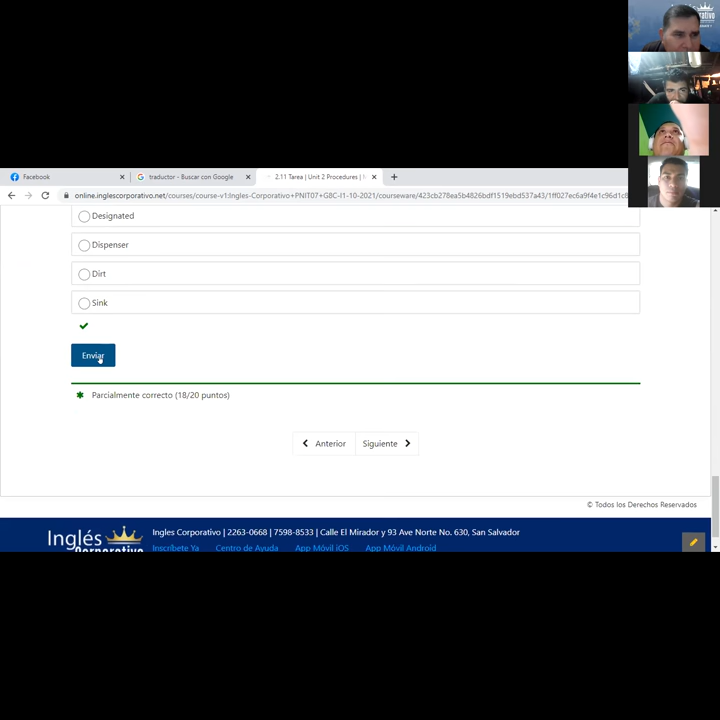 Facebook
traductor - Buscar con Google
2.11 Tarea | Unit 2 Procedures |
online.inglescorporativo.net/courses/course-v1:Ingles-Corporativo+PNIT07+G8C-I1-10-2021/courseware/423cb278ea5b4826bdf1519ebd537a43/1ff027ec6a9f4e1c96d1c8
Designated
Dispenser
Dirt
Sink
Enviar
Parcialmente correcto (18/20 puntos)
Anterior
Siguiente
© Todos los Derechos Reservados
Inglés Corporativo
Ingles Corporativo | 2263-0668 | 7598-8533 | Calle El Mirador y 93 Ave Norte No. 630, San Salvador
Inscríbete Ya
Centro de Ayuda
App Móvil iOS
App Móvil Android